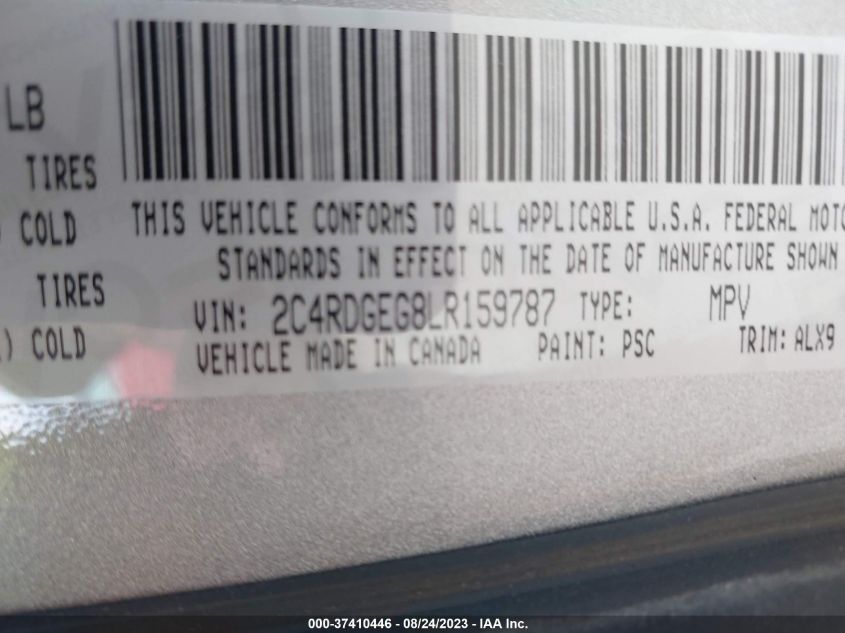 LB
TIRES
) COLD
TIRES
) COLD
THIS VEHICLE CONFORMS TO ALL APPLICABLE U.S.A. FEDERAL MOTO
STANDARDS IN EFFECT ON THE DATE OF MANUFACTURE SHOWN
VIN: 2C4RDGEG8LR159787 TYPE: MPV
VEHICLE MADE IN CANADA PAINT: PSC TRIM: ALX9
000-37410446 - 08/24/2023 - IAA Inc.